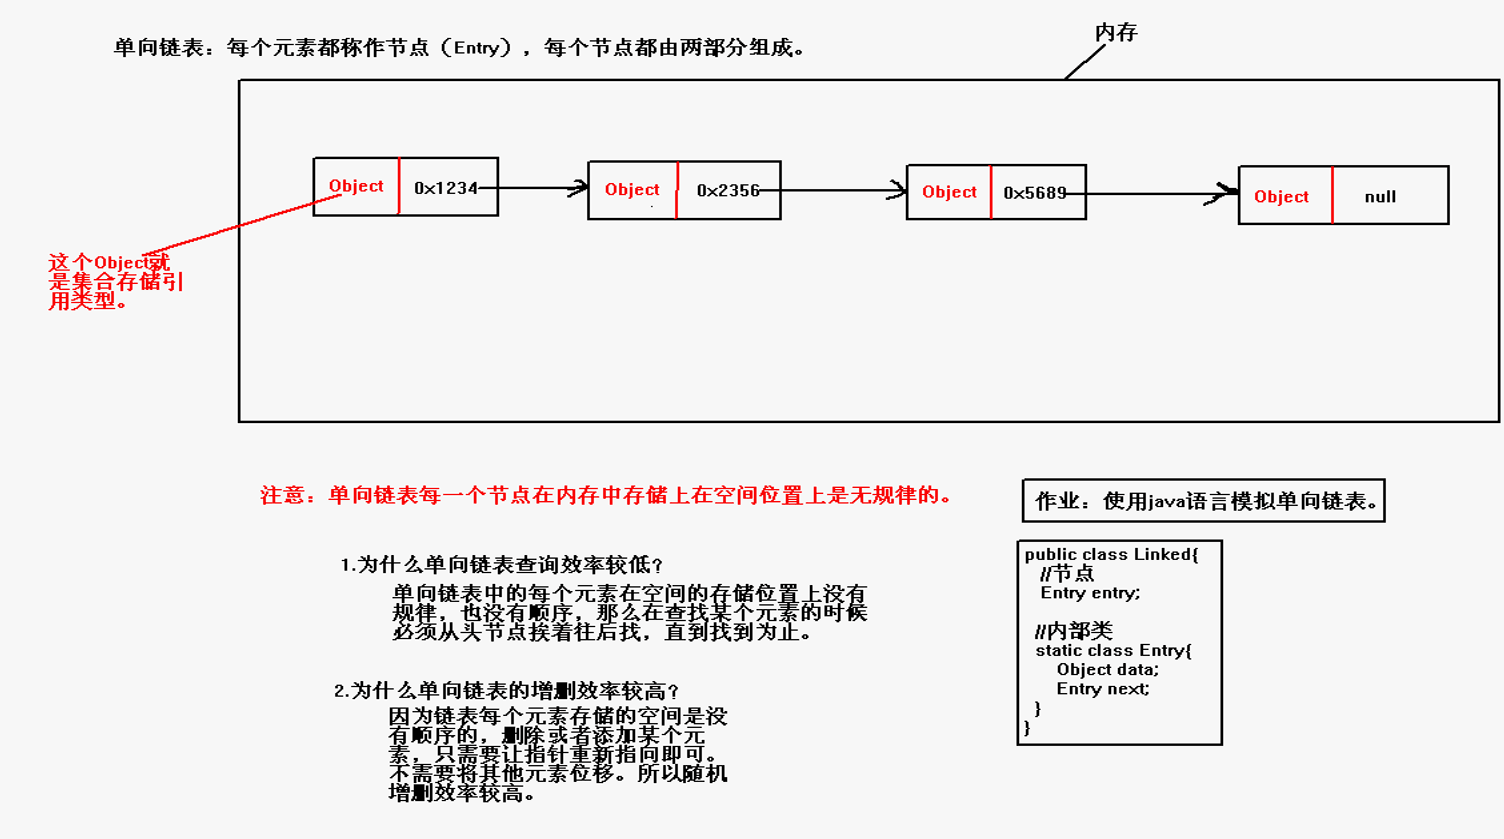 单向链表：每个元素都称作节点（Entry），每个节点都由两部分组成。
内存
Object 0x1234
Object 0x2356
Object 0x5689
Object null
这个Object就
是集合存储引
用类型。
注意：单向链表每一个节点在内存中存储上在空间位置上是无规律的。
作业：使用java语言模拟单向链表。
1.为什么单向链表查询效率较低?
单向链表中的每个元素在空间的存储位置上没有
规律，也没有顺序，那么在查找某个元素的时候
必须从头节点挨着往后找，直到找到为止。
2.为什么单向链表的增删效率较高?
因为链表每个元素存储的空间是没
有顺序的，删除或者添加某个元
素，只需要让指针重新指向即可。
不需要将其他元素位移。所以随机
增删效率较高。
public class Linked{
//节点
Entry entry;
//内部类
static class Entry{
Object data;
Entry next;
}
}